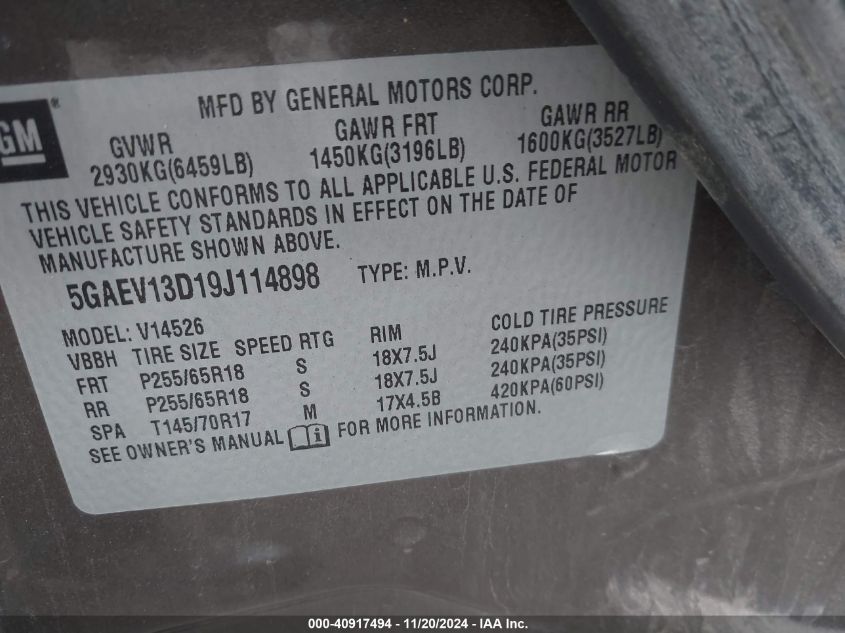 MFD BY GENERAL MOTORS CORP.
GM®
GVWR GAWR FRT GAWR RR
2930KG(6459LB) 1450KG(3196LB) 1600KG(3527LB)
THIS VEHICLE CONFORMS TO ALL APPLICABLE U.S. FEDERAL MOTOR
VEHICLE SAFETY STANDARDS IN EFFECT ON THE DATE OF
MANUFACTURE SHOWN ABOVE.
5GAEV13D19J114898 TYPE: M.P.V.
MODEL: V14526
VBBH TIRE SIZE SPEED RTG RIM COLD TIRE PRESSURE
FRT P255/65R18 S 18X7.5J 240KPA(35PSI)
RR P255/65R18 S 18X7.5J 240KPA(35PSI)
SPA T145/70R17 M 17X4.5B 420KPA(60PSI)
SEE OWNER'S MANUAL i FOR MORE INFORMATION.
000-40917494 - 11/20/2024 - IAA Inc.